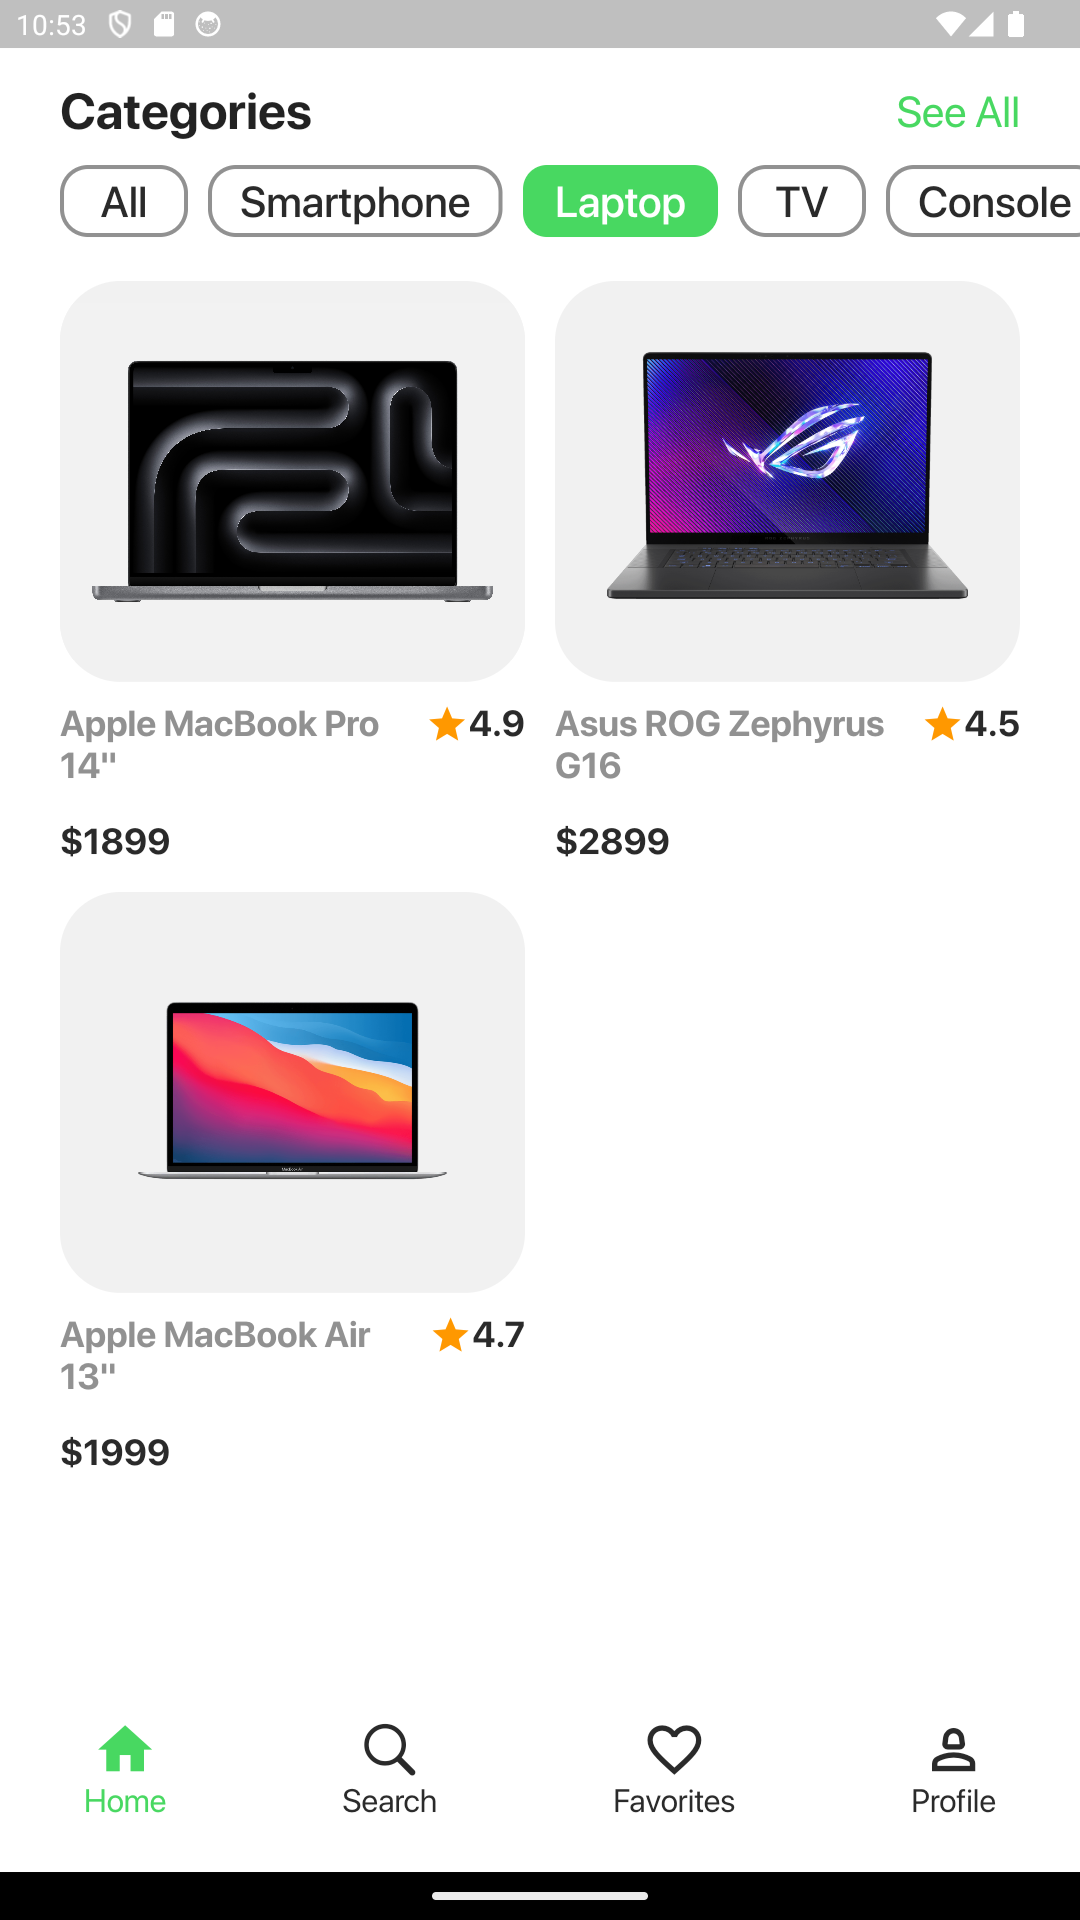 10:53
Categories
See All
All
Smartphone
Laptop
TV
Console
Apple MacBook Pro 14"
4.9
$1899
Asus ROG Zephyrus G16
4.5
$2899
Apple MacBook Air 13"
4.7
$1999
Home
Search
Favorites
Profile